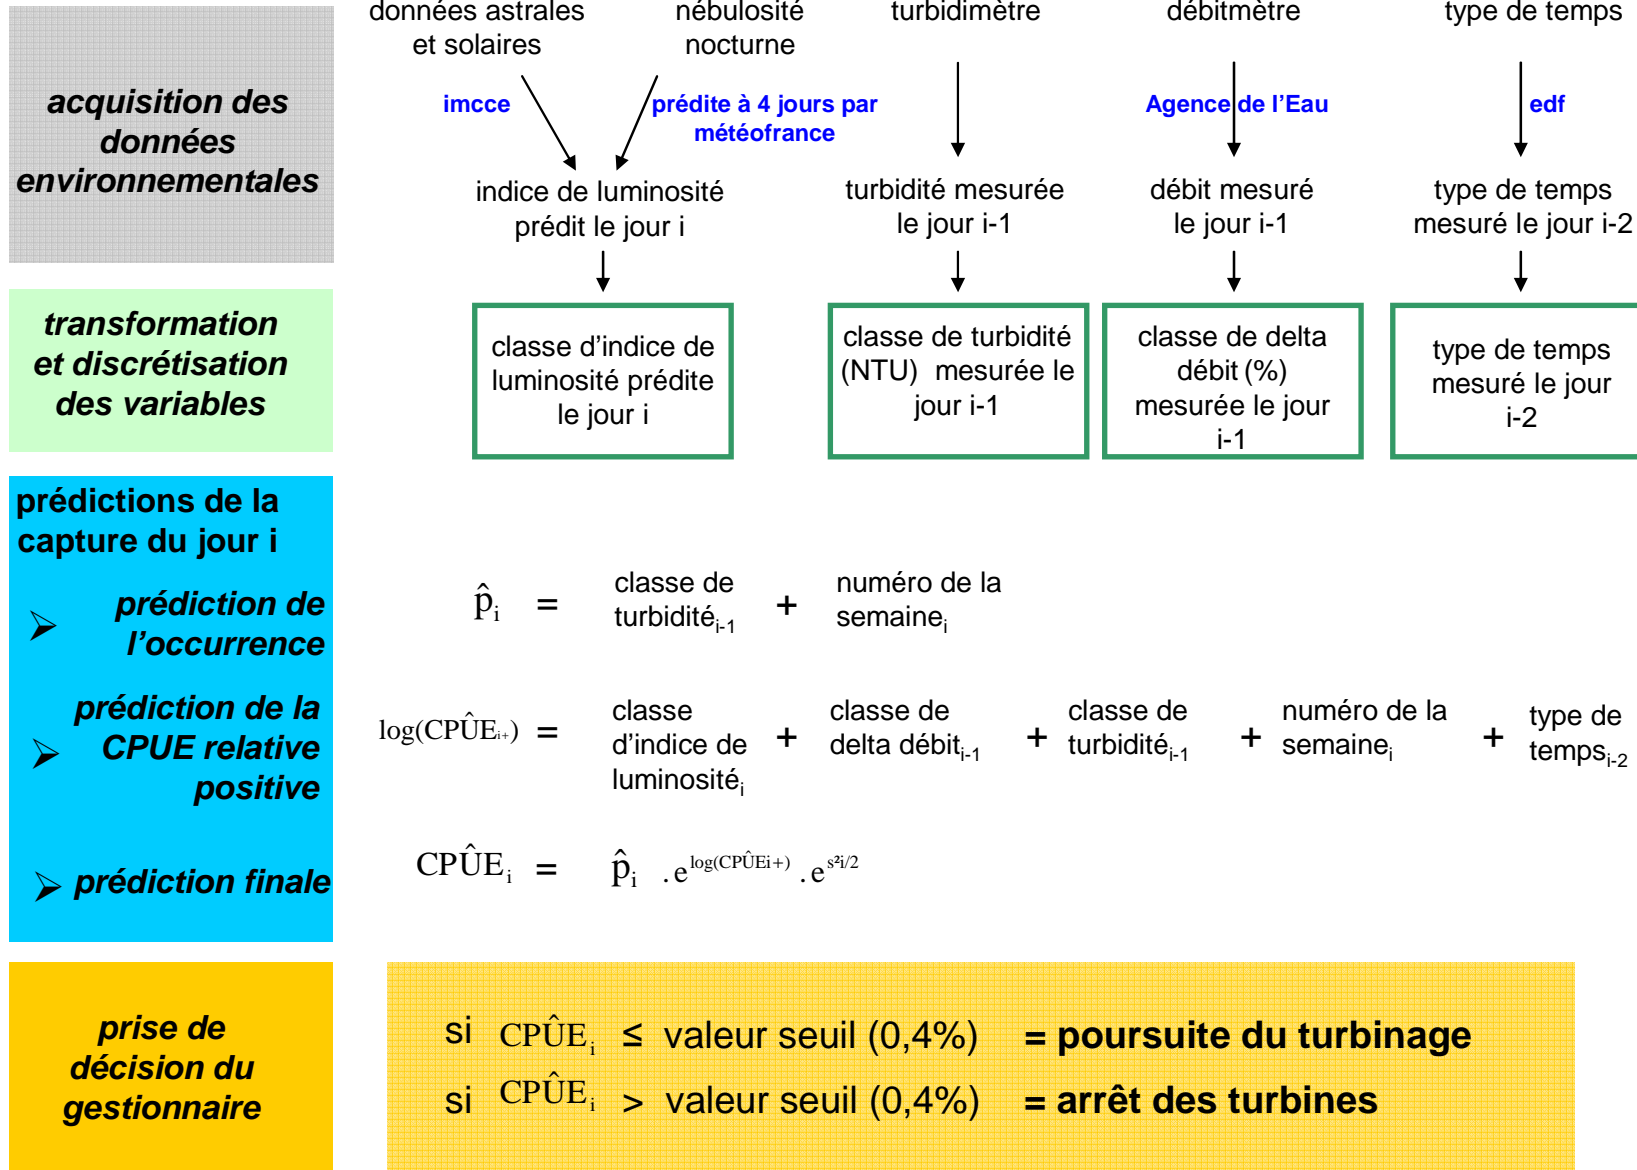 données astrales
et solaires
nébulosité
nocturne
turbidimètre
débitmètre
type de temps
acquisition des
données
environnementales
imcce
prédite à 4 jours par
météofrance
Agence de l'Eau
edf
indice de luminosité
prédit le jour i
turbidité mesurée
le jour i-1
débit mesuré
le jour i-1
type de temps
mesuré le jour i-2
transformation
et discrétisation
des variables
classe d'indice de
luminosité prédite
le jour i
classe de turbidité
(NTU) mesurée le
jour i-1
classe de delta
débit (%)
mesurée le jour
i-1
type de temps
mesuré le jour
i-2
prédictions de la
capture du jour i
➢ prédiction de
l'occurrence
p̂i = classe de turbidité i-1 + numéro de la semaine i
➢ prédiction de la
CPUE relative
positive
log(CPÛEi+) = classe d'indice de luminosité i + classe de delta débit i-1 + classe de turbidité i-1 + numéro de la semaine i + type de temps i-2
➢ prédiction finale
CPÛEi = p̂i . e^log(CPÛEi+) . e^s²i/2
prise de
décision du
gestionnaire
si CPÛEi ≤ valeur seuil (0,4%) = poursuite du turbinage
si CPÛEi > valeur seuil (0,4%) = arrêt des turbines